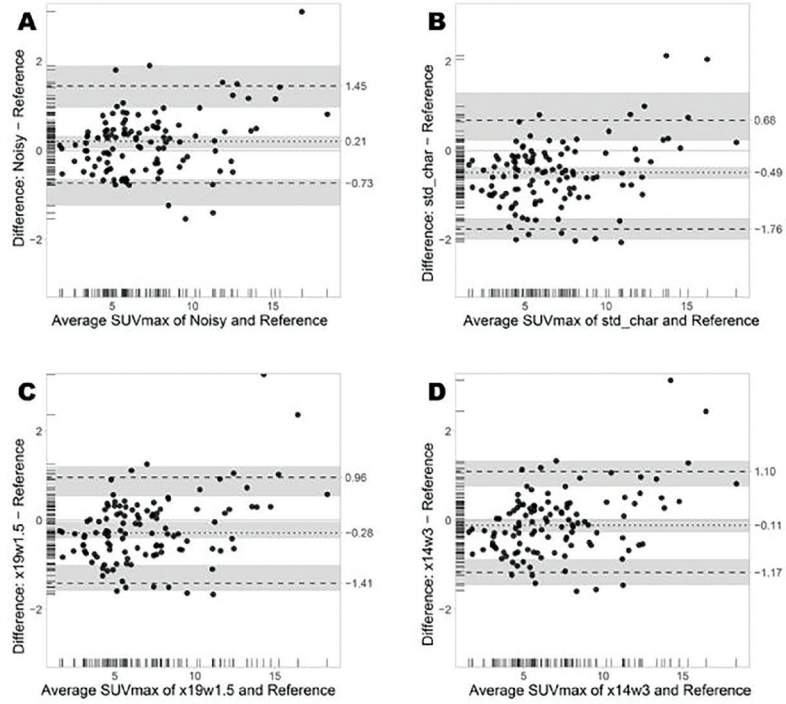 A
Difference: Noisy − Reference
2
0
−2
1.45
0.21
−0.73
5 10 15
Average SUVmax of Noisy and Reference
B
Difference: std_char − Reference
2
0
−2
0.68
−0.49
−1.76
5 10 15
Average SUVmax of std_char and Reference
C
Difference: x19w1.5 − Reference
2
0
−2
0.96
−0.28
−1.41
5 10 15
Average SUVmax of x19w1.5 and Reference
D
Difference: x14w3 − Reference
2
0
−2
1.10
−0.11
−1.17
5 10 15
Average SUVmax of x14w3 and Reference